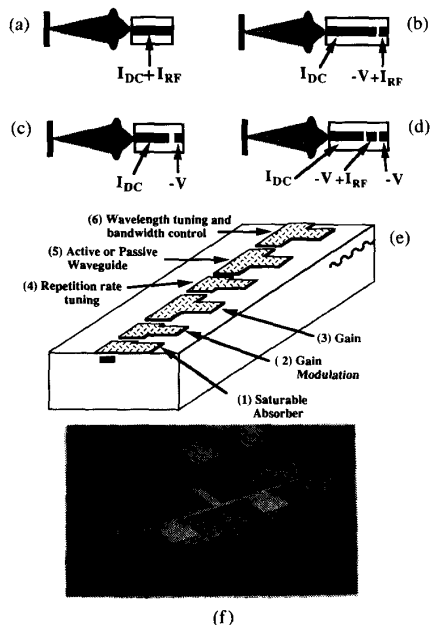 (a)
I_DC+I_RF
(b)
I_DC -V+I_RF
(c)
I_DC -V
(d)
I_DC -V+I_RF -V
(6) Wavelength tuning and
bandwidth control
(e)
(5) Active or Passive
Waveguide
(4) Repetition rate
tuning
(3) Gain
( 2) Gain
Modulation
(1) Saturable
Absorber
(f)